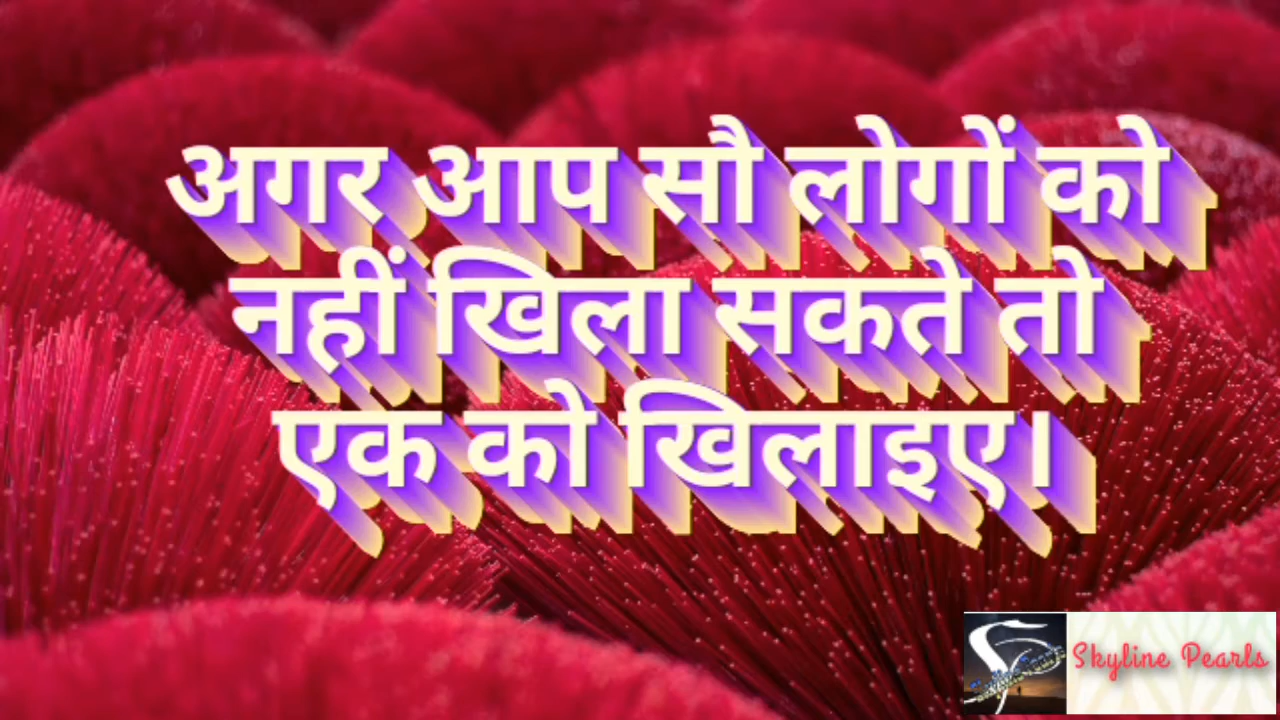 अगर आप सौ लोगों को
नहीं खिला सकते तो
एक को खिलाइए।
Skyline Pearls